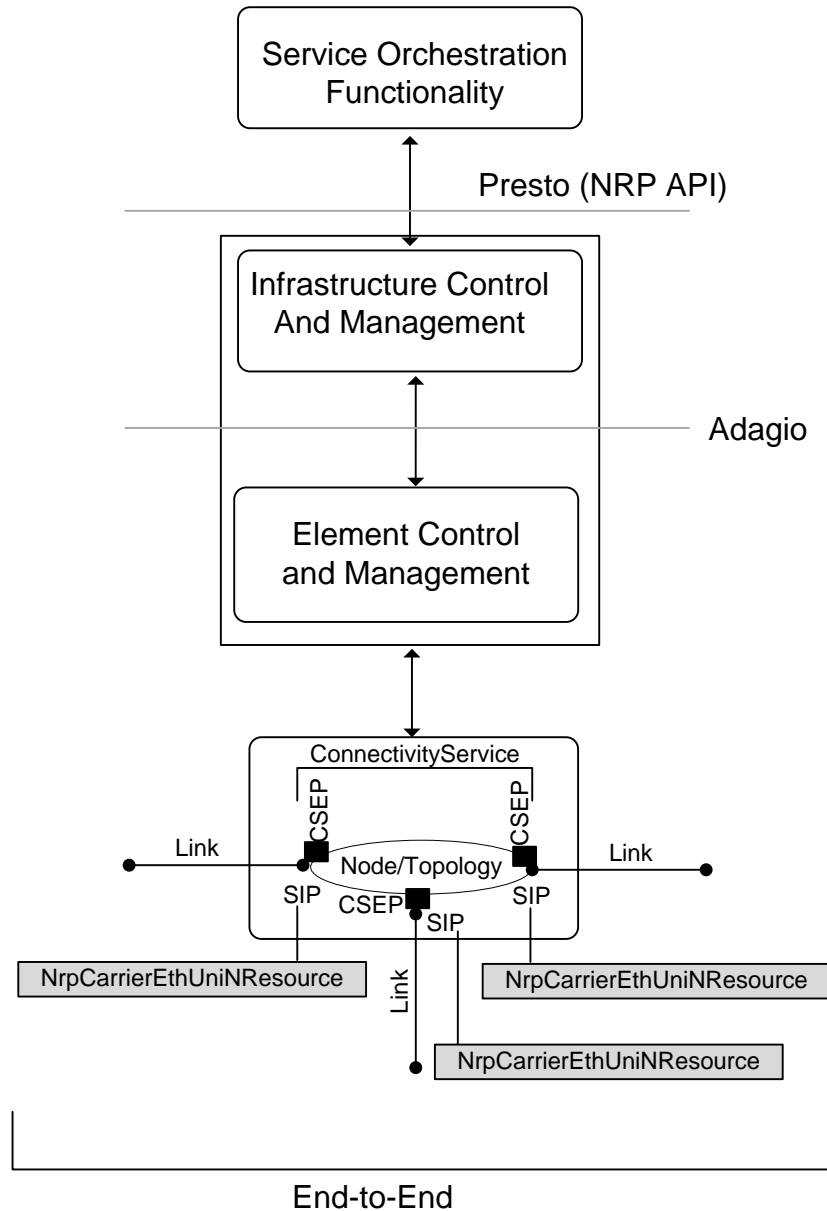 Service Orchestration
Functionality
Presto (NRP API)
Infrastructure Control
And Management
Adagio
Element Control
and Management
ConnectivityService
CSEP
CSEP
Link
Node/Topology
Link
SIP
CSEP
SIP
SIP
NrpCarrierEthUniNResource
NrpCarrierEthUniNResource
Link
NrpCarrierEthUniNResource
End-to-End